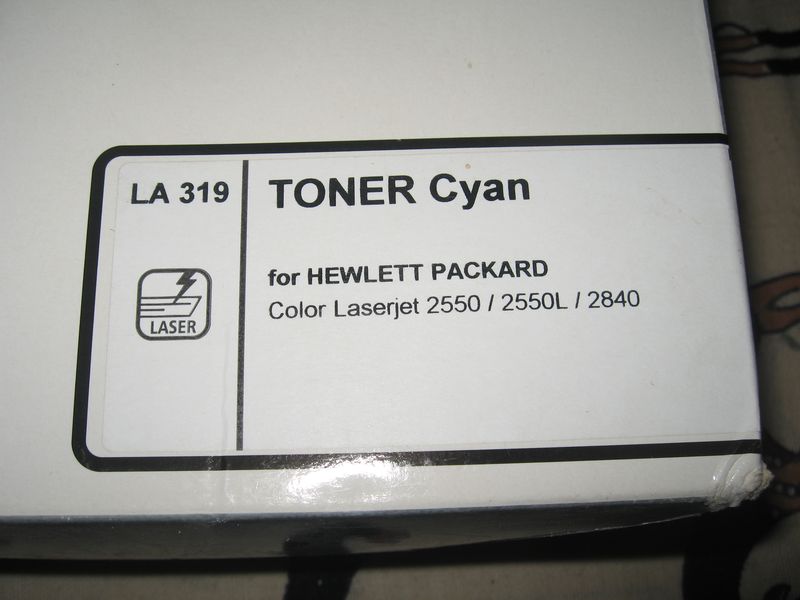 LA 319
TONER Cyan
for HEWLETT PACKARD
Color Laserjet 2550 / 2550L / 2840
LASER